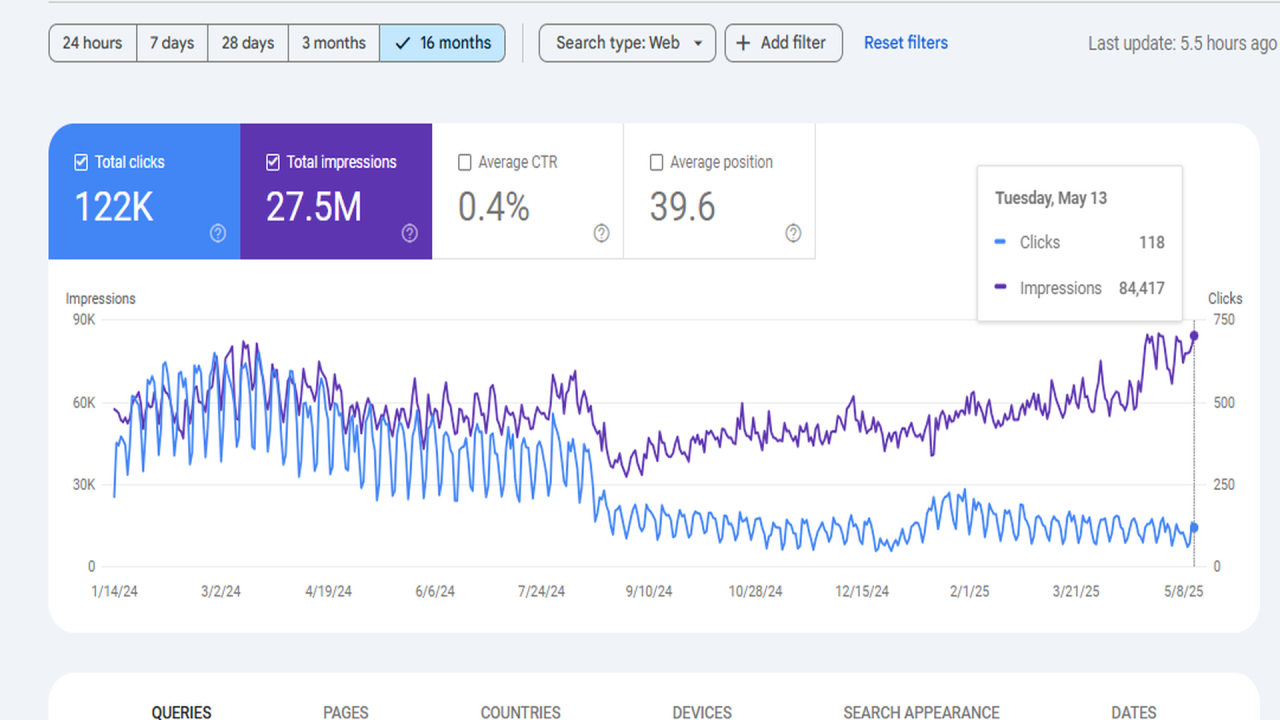 24 hours 7 days 28 days 3 months 16 months Search type: Web Add filter Reset filters Last update: 5.5 hours ago
Total clicks Total impressions Average CTR Average position
122K 27.5M 0.4% 39.6
Tuesday, May 13
Clicks 118
Impressions 84,417
Impressions Clicks
90K 750
60K 500
30K 250
0 0
1/14/24 3/2/24 4/19/24 6/6/24 7/24/24 9/10/24 10/28/24 12/15/24 2/1/25 3/21/25 5/8/25
QUERIES PAGES COUNTRIES DEVICES SEARCH APPEARANCE DATES